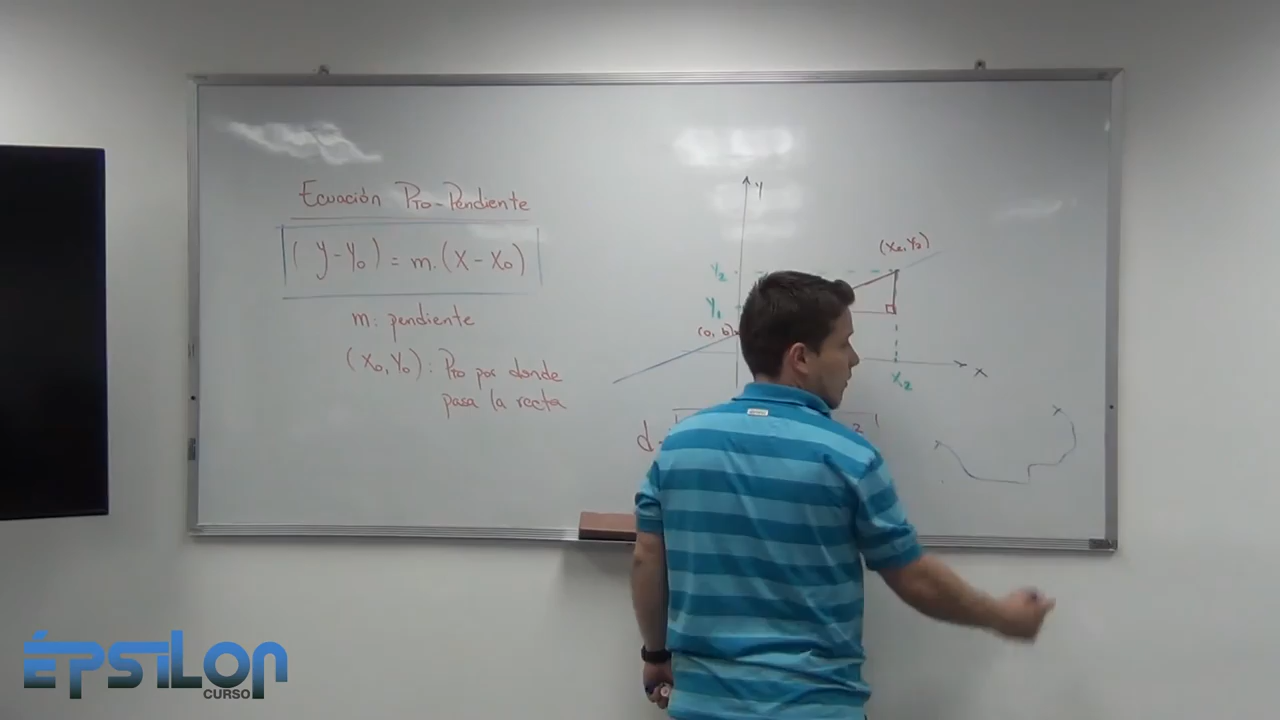 Ecuación Pto-Pendiente
(y-y₀) = m.(x-x₀)
m: pendiente
(x₀, y₀): Pto por donde
pasa la recta
y
(x₂, y₂)
y₂
y₁
(0, b)
x
x₂
d=
2
ÉPSILON
CURSO